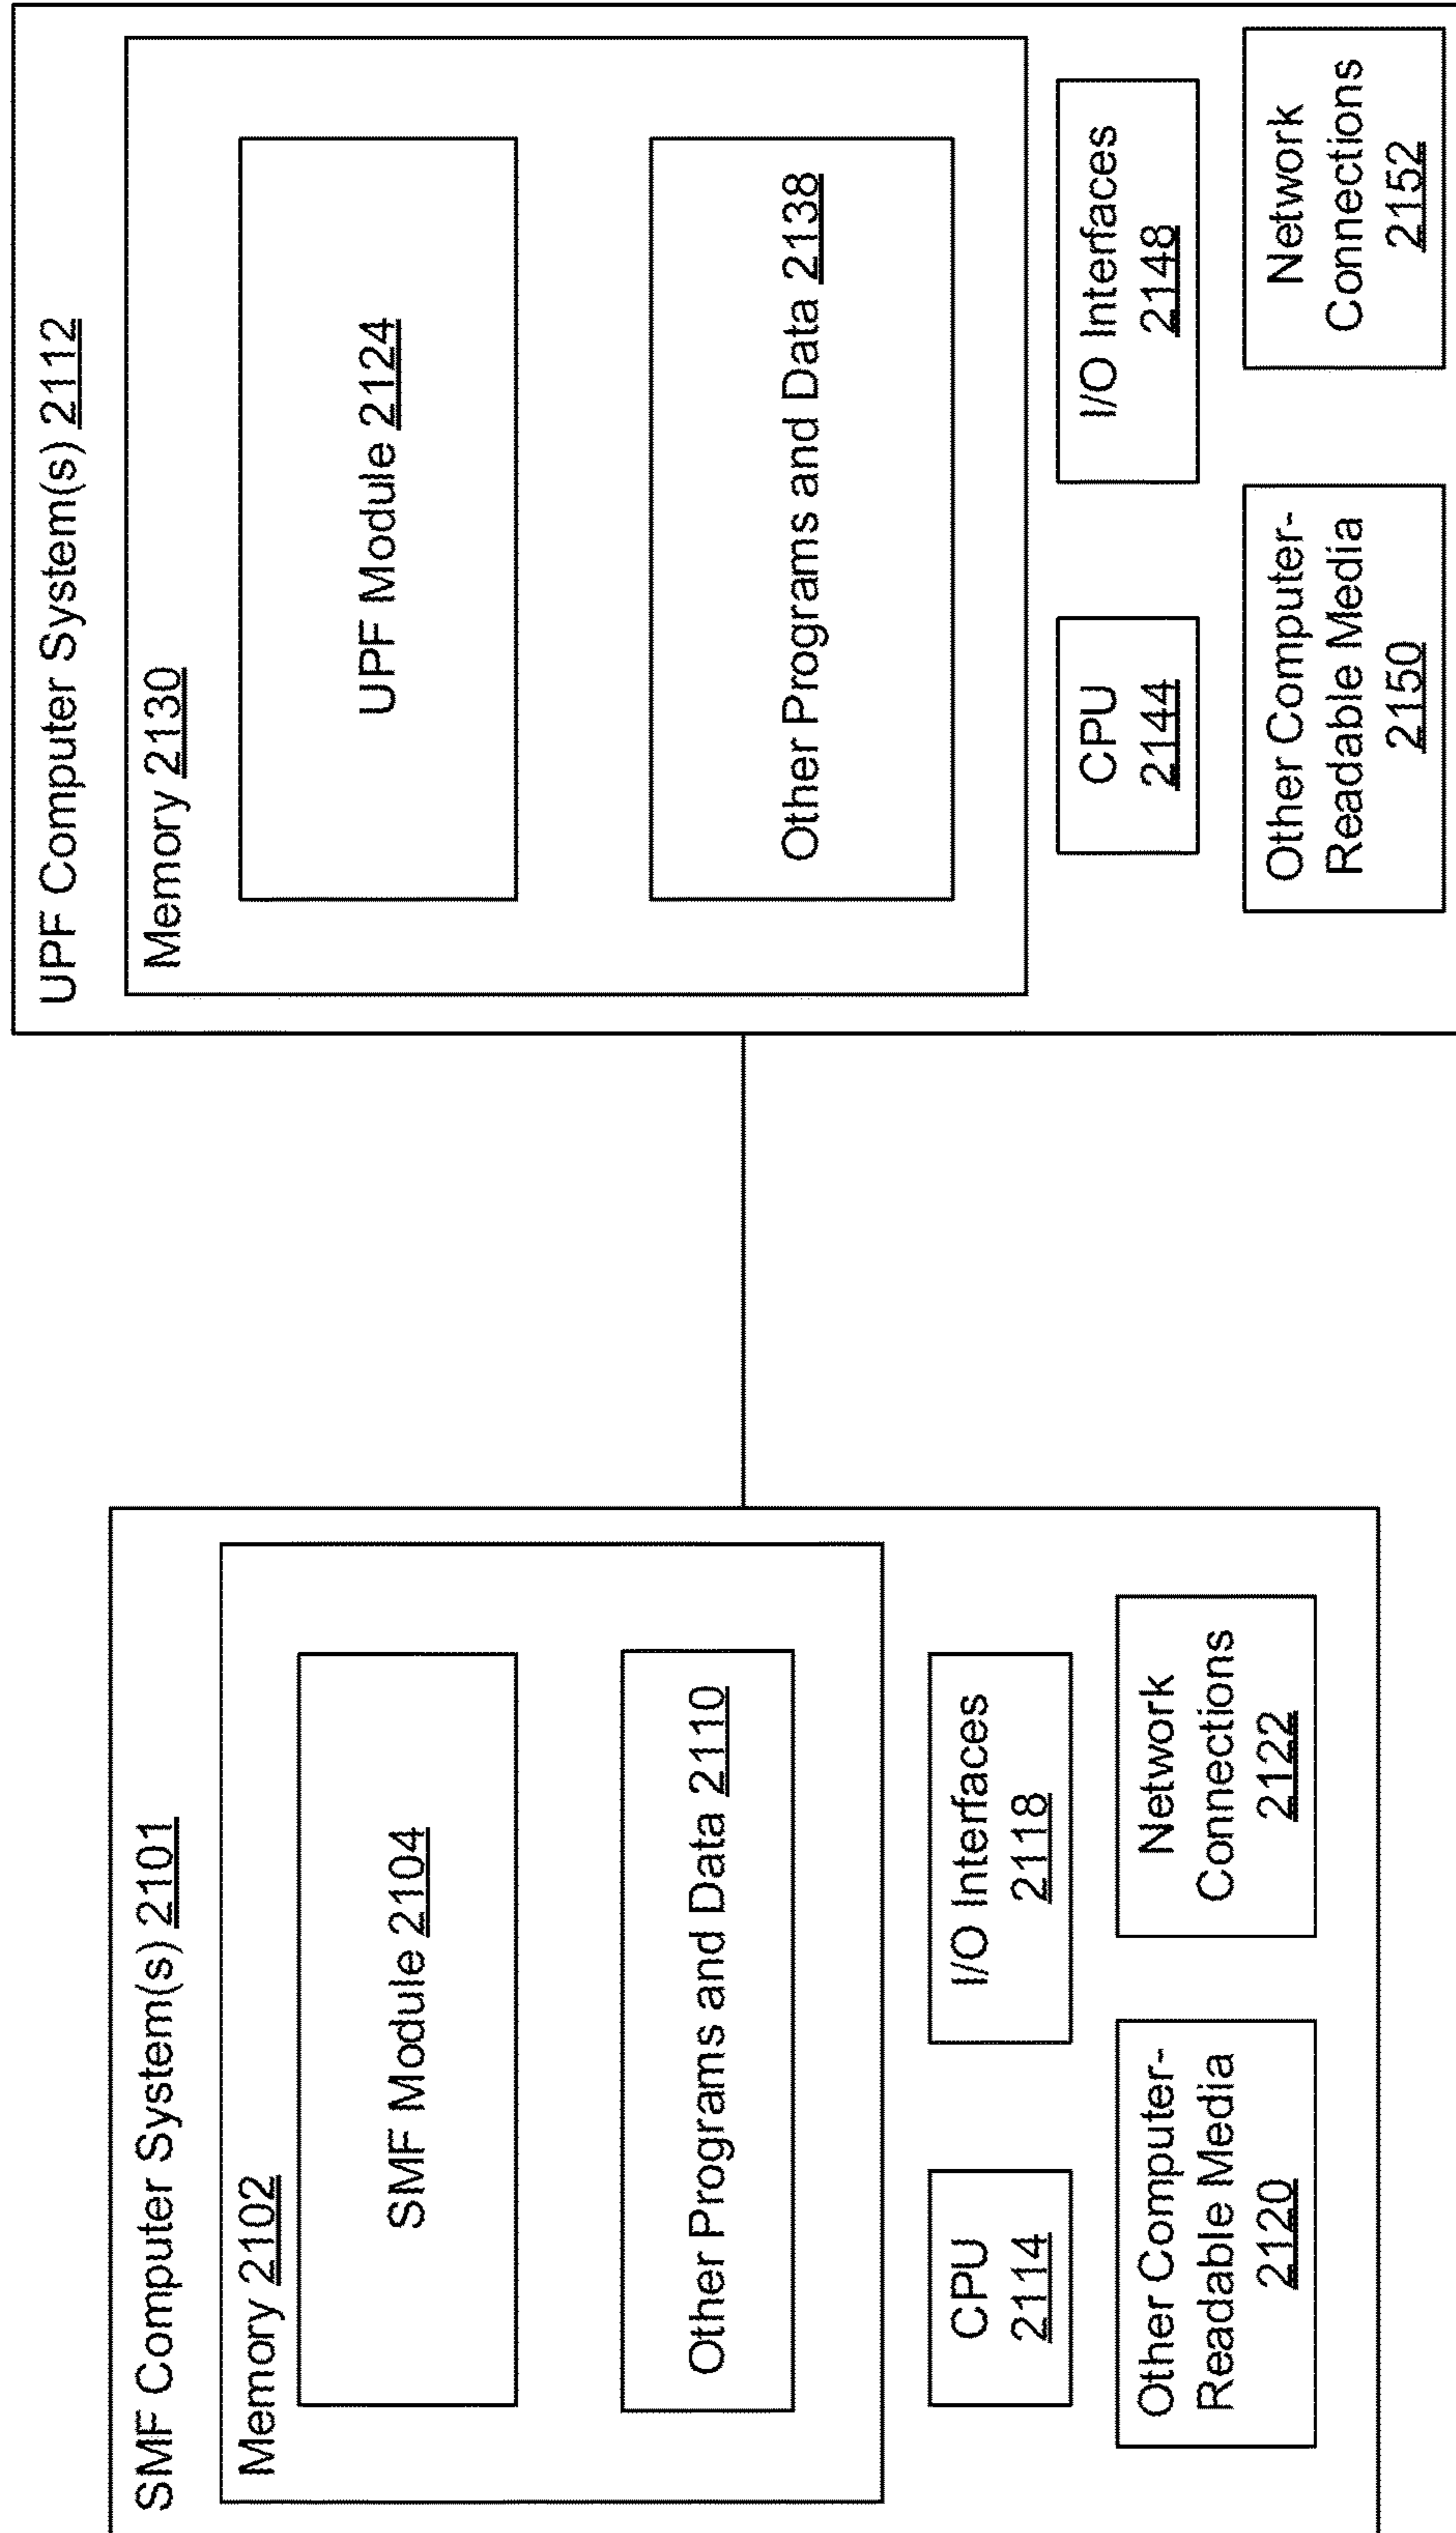 SMF Computer System(s) 2101
Memory 2102
SMF Module 2104
Other Programs and Data 2110
CPU
2114
I/O Interfaces
2118
Other Computer-
Readable Media
2120
Network
Connections
2122
UPF Computer System(s) 2112
Memory 2130
UPF Module 2124
Other Programs and Data 2138
CPU
2144
I/O Interfaces
2148
Other Computer-
Readable Media
2150
Network
Connections
2152